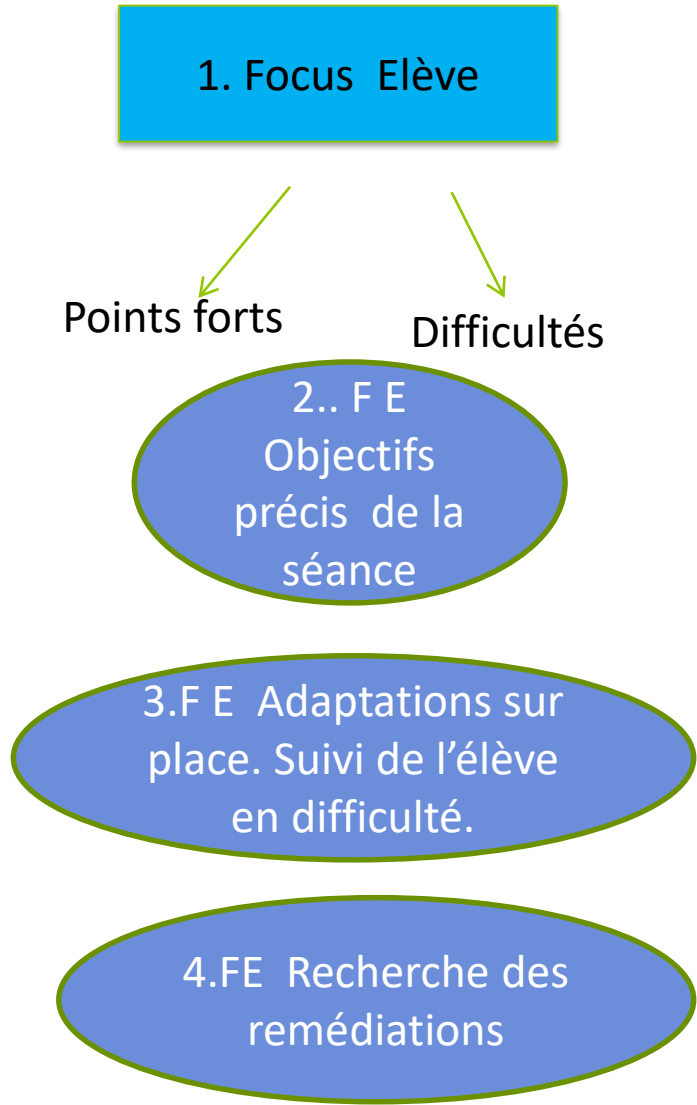 1. Focus  Elève
Points forts
Difficultés
2.. F E
Objectifs
précis  de la
séance
3.F E  Adaptations sur
place. Suivi de l’élève
en difficulté.
4.FE  Recherche des
remédiations